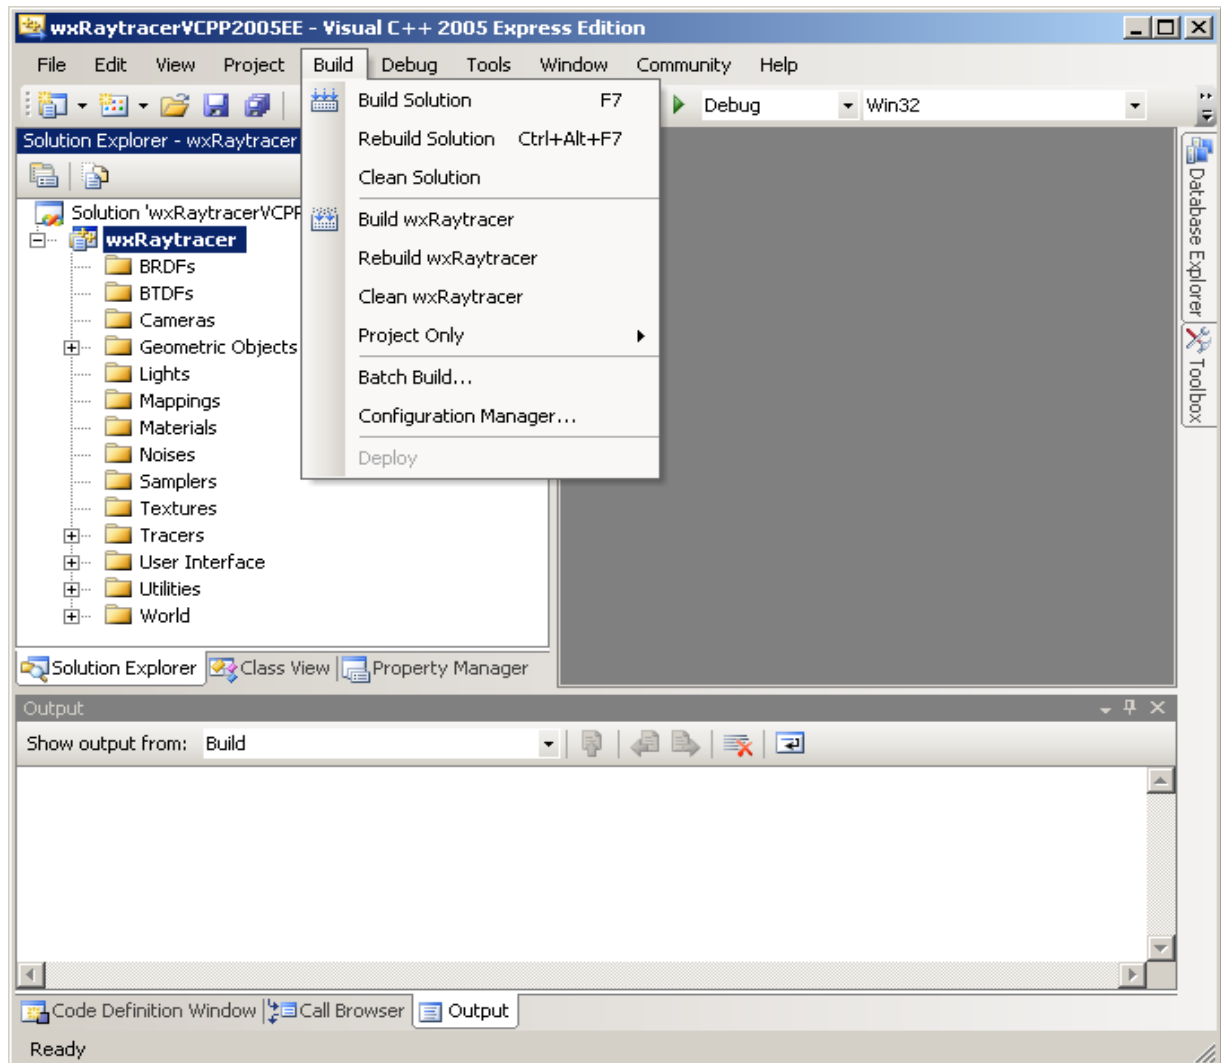 wxRaytracerVCPP2005EE - Visual C++ 2005 Express Edition
File Edit View Project Build Debug Tools Window Community Help
Debug Win32
Build Solution F7
Rebuild Solution Ctrl+Alt+F7
Clean Solution
Build wxRaytracer
Rebuild wxRaytracer
Clean wxRaytracer
Project Only
Batch Build...
Configuration Manager...
Deploy
Solution Explorer - wxRaytracer
Solution 'wxRaytracerVCPP
wxRaytracer
BRDFs
BTDFs
Cameras
Geometric Objects
Lights
Mappings
Materials
Noises
Samplers
Textures
Tracers
User Interface
Utilities
World
Solution Explorer Class View Property Manager
Database Explorer
Toolbox
Output
Show output from: Build
Code Definition Window Call Browser Output
Ready